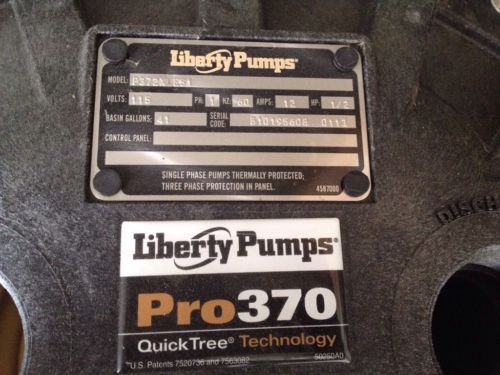 Liberty Pumps®
MODEL:
VOLTS: 115 PH: 1 HZ: 60 AMPS: 12 HP: 1/2
BASIN GALLONS: 41 SERIAL CODE: 0113
CONTROL PANEL:
SINGLE PHASE PUMPS THERMALLY PROTECTED;
THREE PHASE PROTECTION IN PANEL.
4587000
Liberty Pumps®
Pro370
QuickTree® Technology
U.S. Patents 7520736 and 7563082